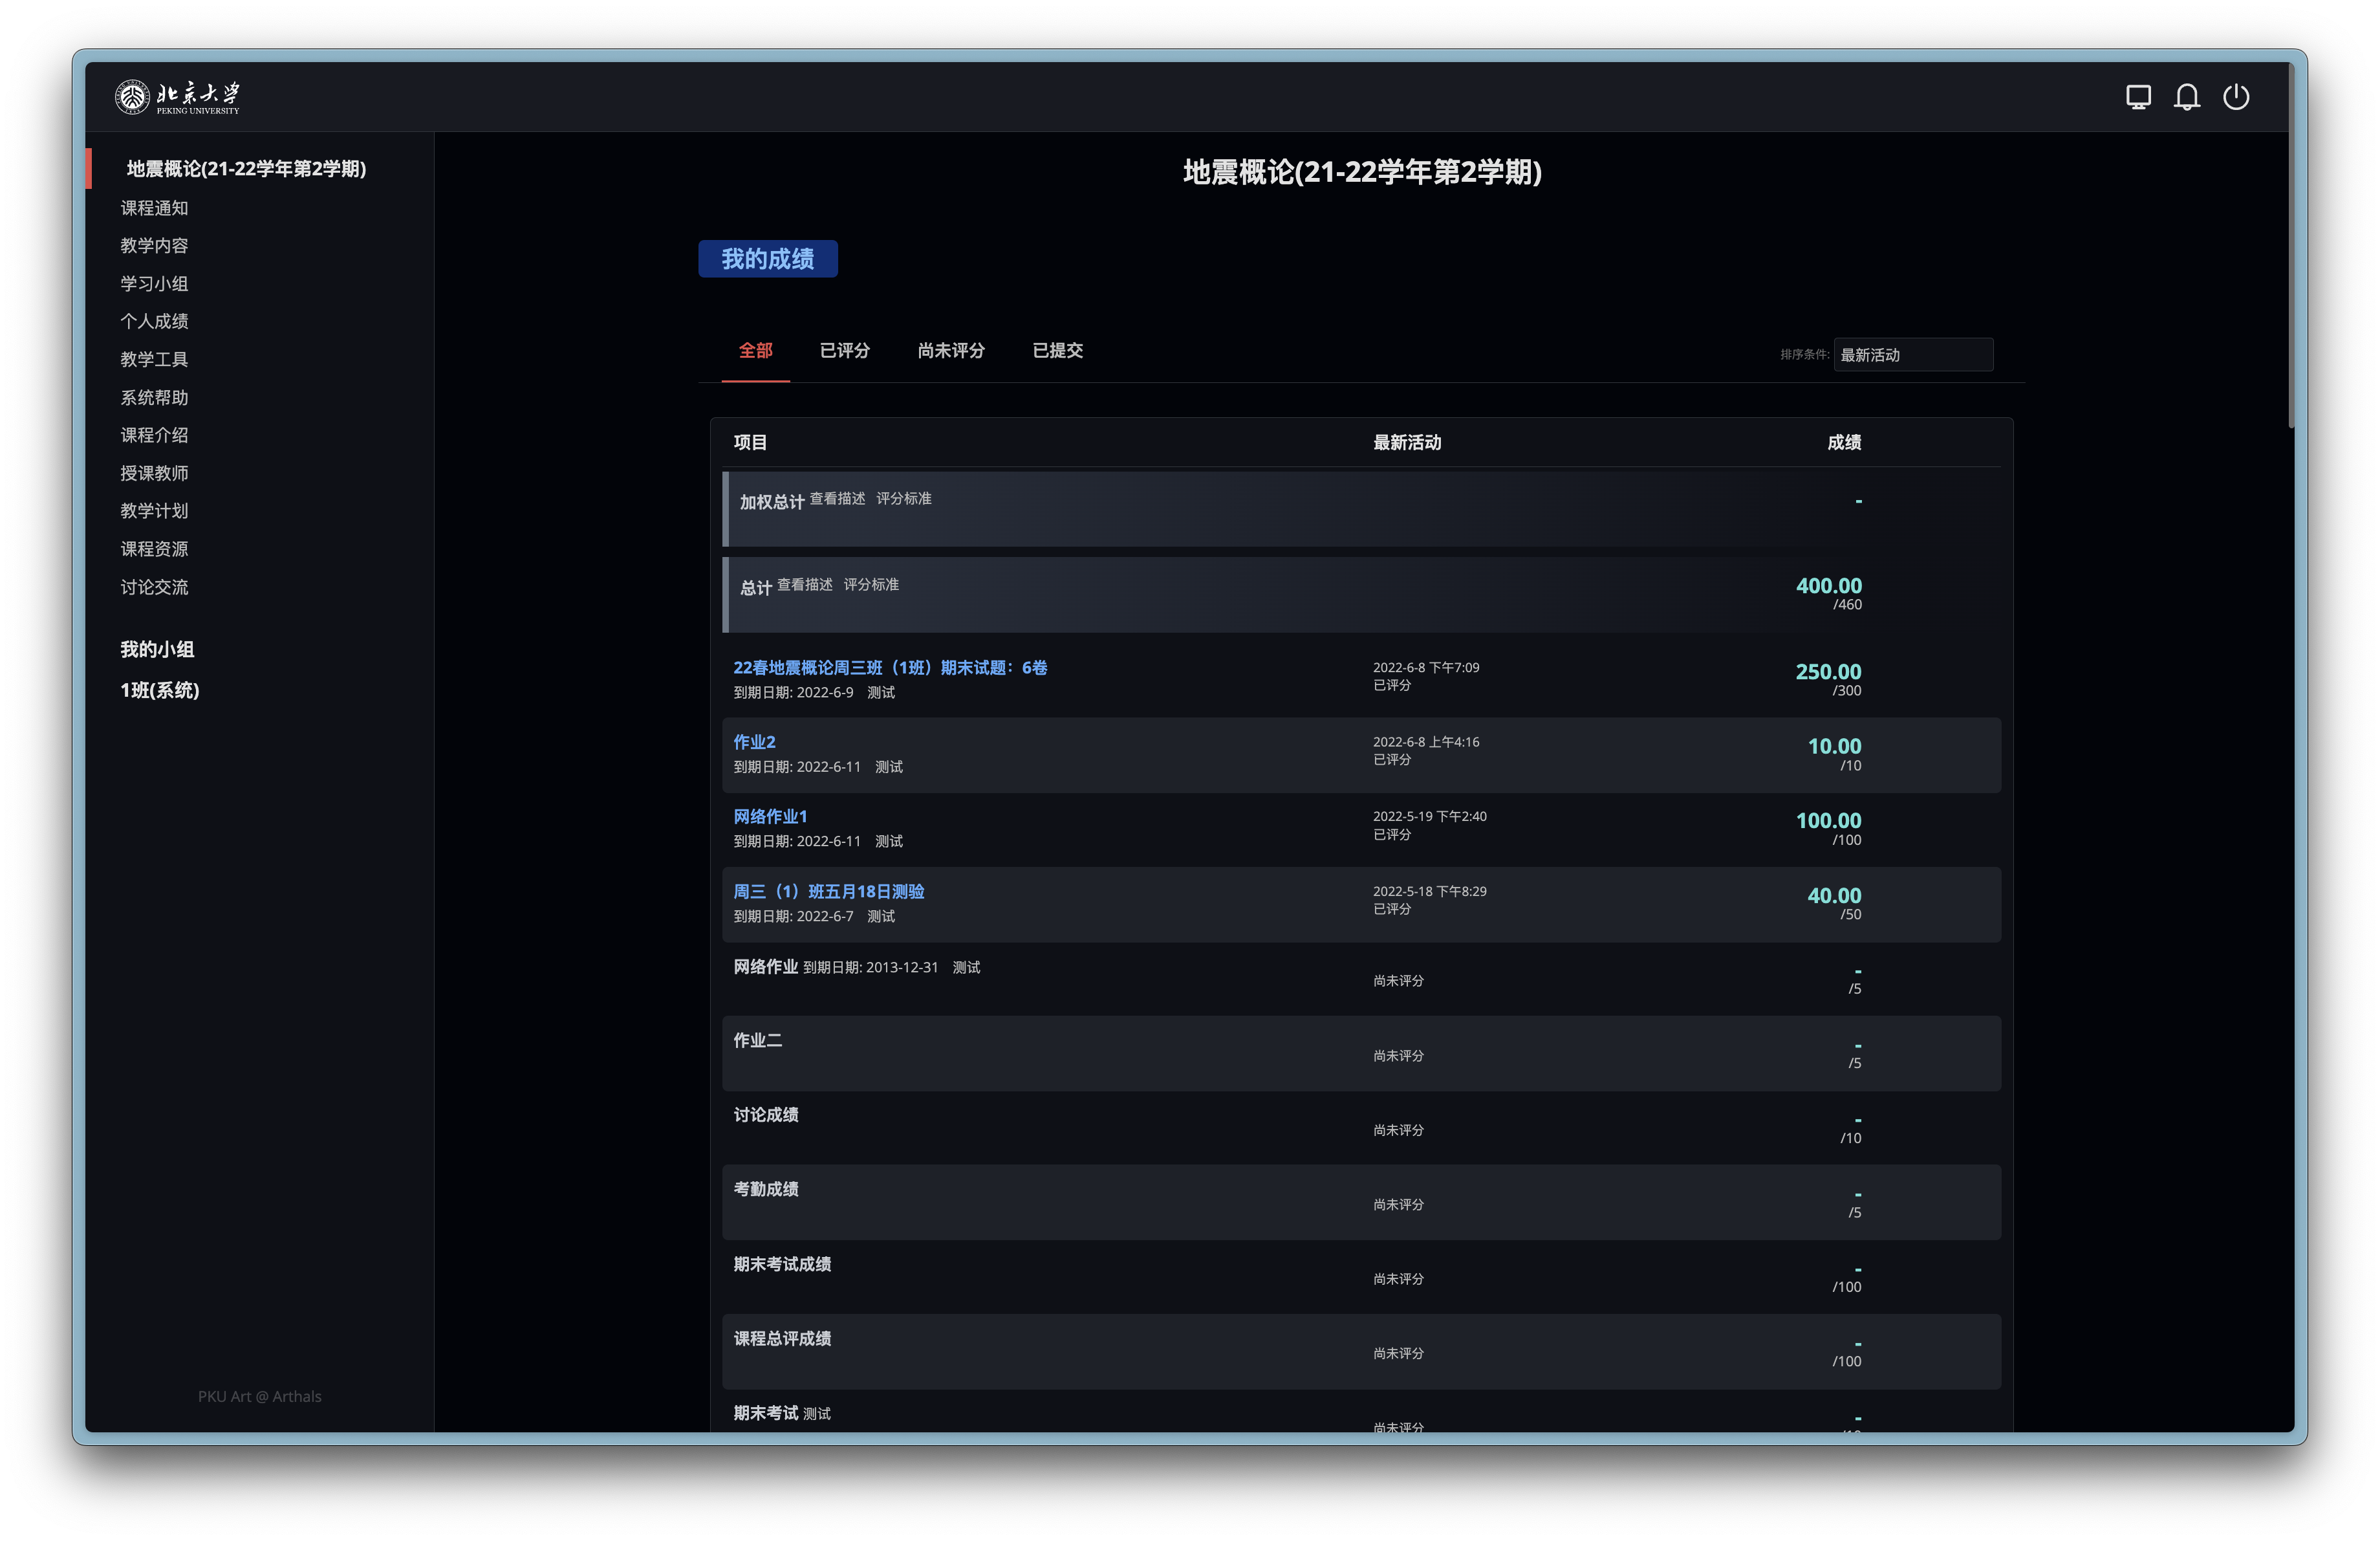 北京大学
PEKING UNIVERSITY
地震概论(21-22学年第2学期)
课程通知
教学内容
学习小组
个人成绩
教学工具
系统帮助
课程介绍
授课教师
教学计划
课程资源
讨论交流
我的小组
1班(系统)
PKU Art @ Arthals
地震概论(21-22学年第2学期)
我的成绩
全部 已评分 尚未评分 已提交 排序条件: 最新活动
项目 最新活动 成绩
加权总计 查看描述 评分标准 -
总计 查看描述 评分标准 400.00
/460
22春地震概论周三班（1班）期末试题：6卷
到期日期: 2022-6-9 测试
2022-6-8 下午7:09
已评分
250.00
/300
作业2
到期日期: 2022-6-11 测试
2022-6-8 上午4:16
已评分
10.00
/10
网络作业1
到期日期: 2022-6-11 测试
2022-5-19 下午2:40
已评分
100.00
/100
周三（1）班五月18日测验
到期日期: 2022-6-7 测试
2022-5-18 下午8:29
已评分
40.00
/50
网络作业 到期日期: 2013-12-31 测试
尚未评分
-
/5
作业二
尚未评分
-
/5
讨论成绩
尚未评分
-
/10
考勤成绩
尚未评分
-
/5
期末考试成绩
尚未评分
-
/100
课程总评成绩
尚未评分
-
/100
期末考试 测试
尚未评分
-